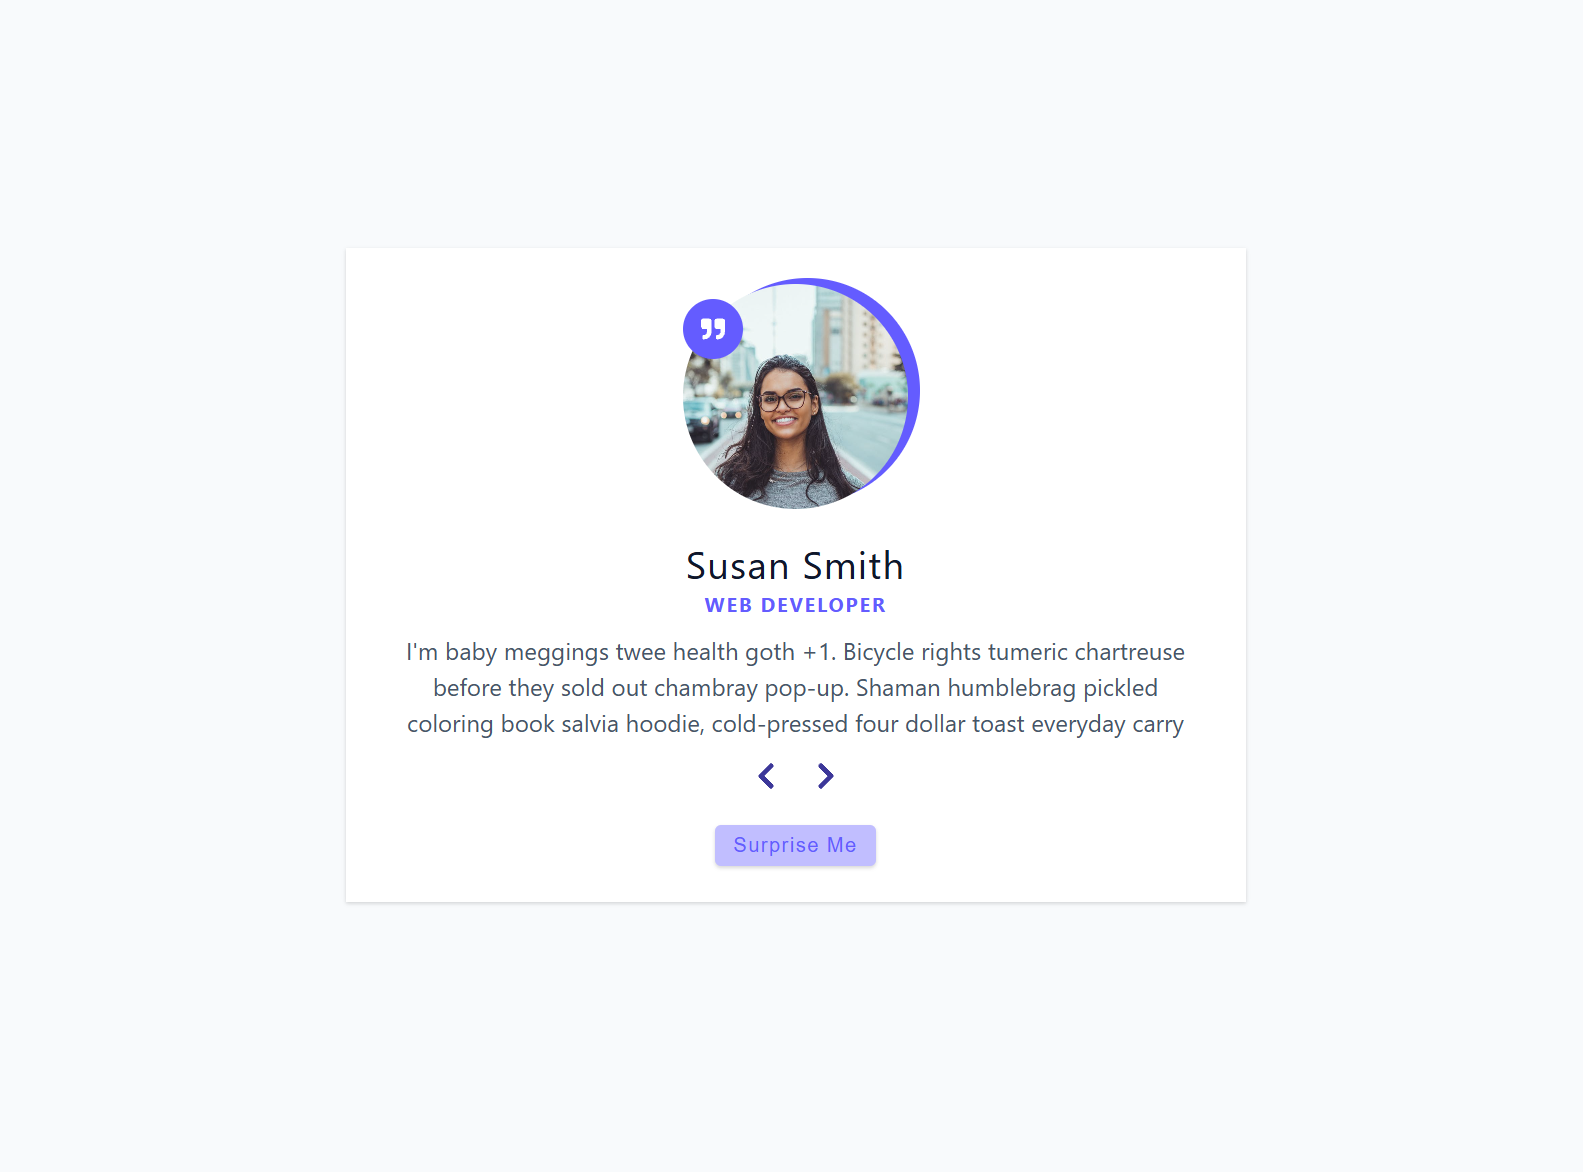 Susan Smith
WEB DEVELOPER
I'm baby meggings twee health goth +1. Bicycle rights tumeric chartreuse
before they sold out chambray pop-up. Shaman humblebrag pickled
coloring book salvia hoodie, cold-pressed four dollar toast everyday carry
Surprise Me